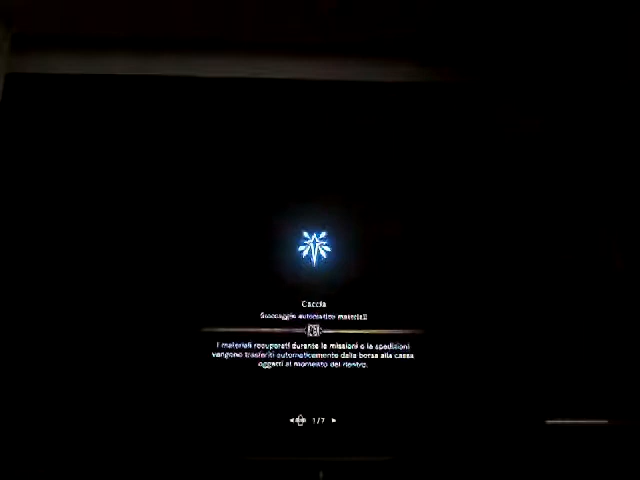 Caccia
Stoccaggio automatico materiali
I materiali recuperati durante le missioni o le spedizioni
vengono trasferiti automaticamente dalla borsa alla cassa
oggetti al momento del rientro.
1/7